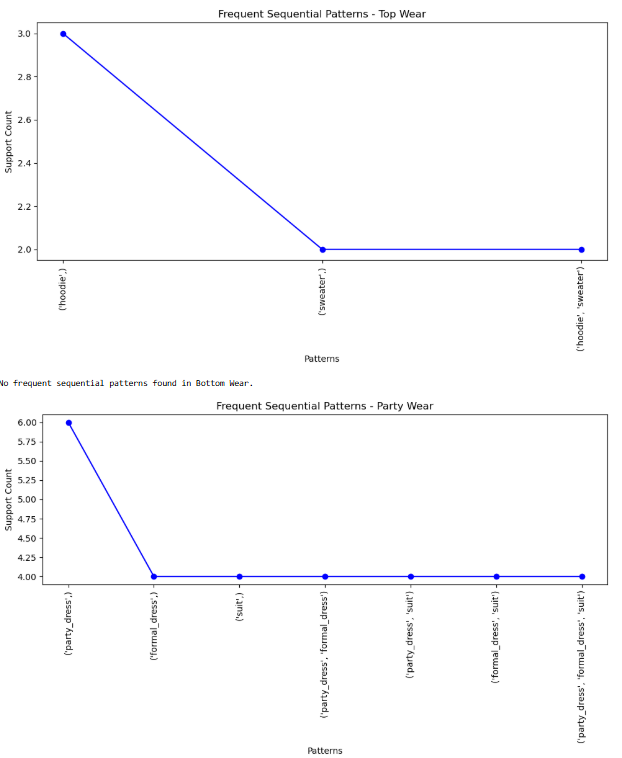 Frequent Sequential Patterns - Top Wear
3.0
2.8
2.6
2.4
2.2
2.0
Support Count
('hoodie',)
('sweater',)
('hoodie', 'sweater')
Patterns
No frequent sequential patterns found in Bottom Wear.
Frequent Sequential Patterns - Party Wear
6.00
5.75
5.50
5.25
5.00
4.75
4.50
4.25
4.00
Support Count
('party_dress',)
('formal_dress',)
('suit',)
('party_dress', 'formal_dress')
('party_dress', 'suit')
('formal_dress', 'suit')
('party_dress', 'formal_dress', 'suit')
Patterns